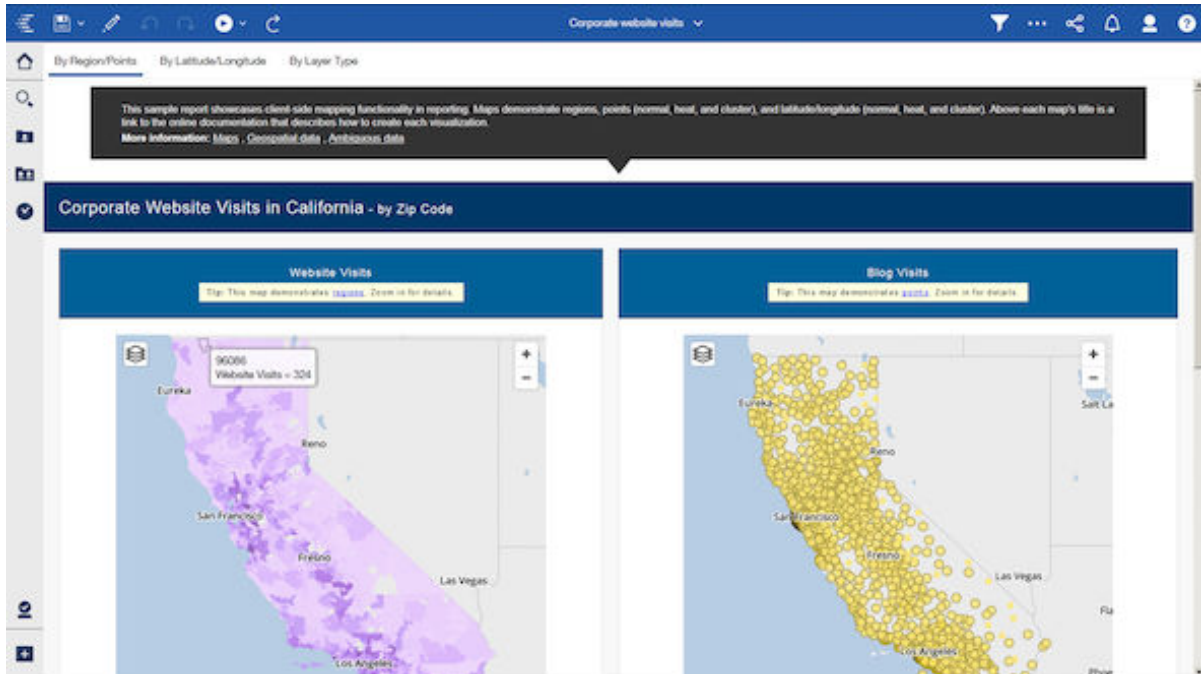 Corporate website visits
By Region/Points By Latitude/Longitude By Layer Type
This sample report showcases client-side mapping functionality in reporting. Maps demonstrate regions, points (normal, heat, and cluster), and latitude/longitude (normal, heat, and cluster). Above each map's title is a
link to the online documentation that describes how to create each visualization.
More information: Maps , Geospatial data , Ambiguous data
Corporate Website Visits in California - by Zip Code
Website Visits
Tip: This map demonstrates regions. Zoom in for details.
Blog Visits
Tip: This map demonstrates points. Zoom in for details.
96086
Website Visits – 324
+
−
Eureka
Reno
San Francisco
Fresno
Las Vegas
Los Angeles
+
−
Eureka
Salt La
Reno
San Francisco
Fresno
Las Vegas
Fla
Los Angeles
Phoe